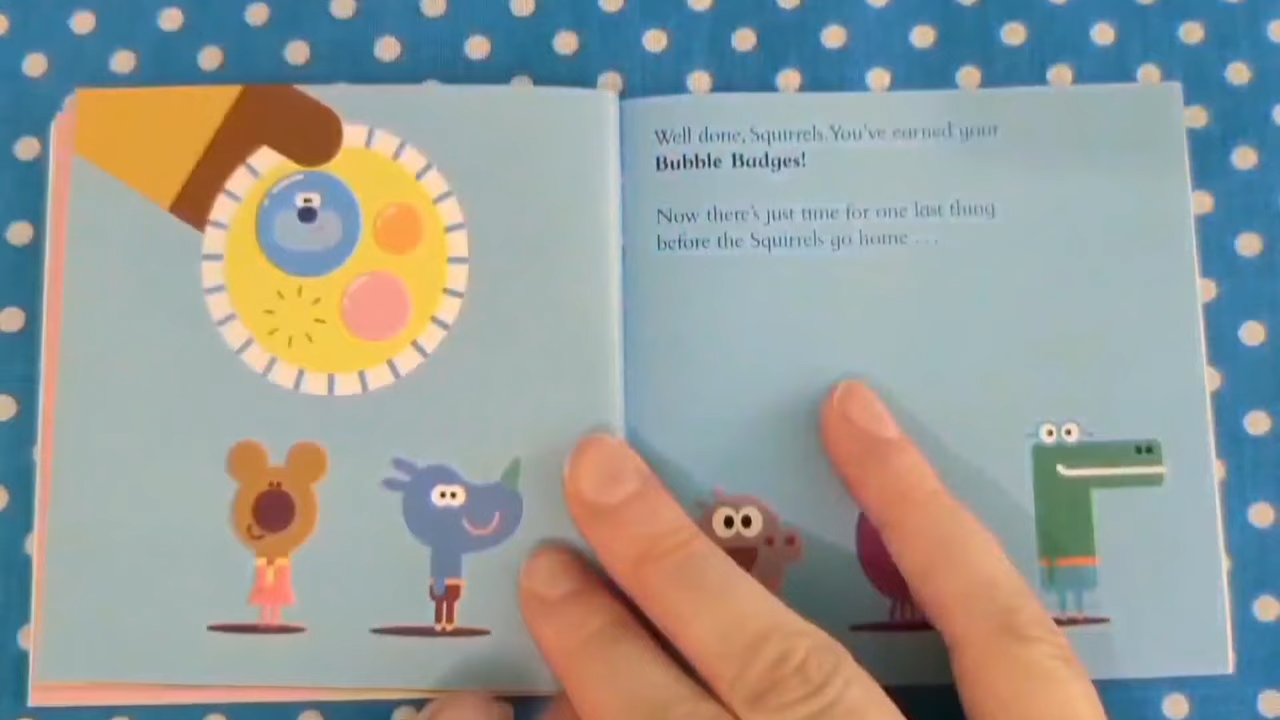 Well done, Squirrels. You've earned your
Bubble Badges!
Now there's just time for one last thing
before the Squirrels go home . . .